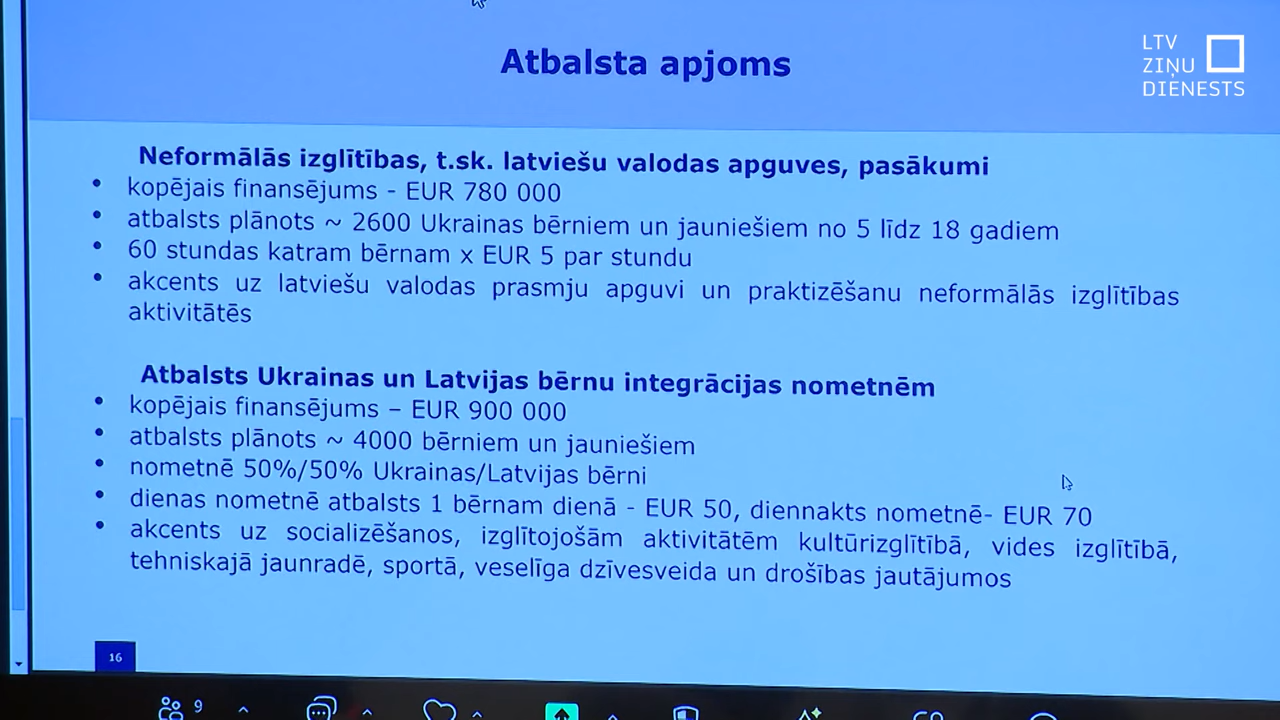 Atbalsta apjoms
LTV
ZIŅU
DIENESTS
Neformālās izglītības, t.sk. latviešu valodas apguves, pasākumi
• kopējais finansējums - EUR 780 000
• atbalsts plānots ~ 2600 Ukrainas bērniem un jauniešiem no 5 līdz 18 gadiem
• 60 stundas katram bērnam x EUR 5 par stundu
• akcents uz latviešu valodas prasmju apguvi un praktizēšanu neformālās izglītības
aktivitātēs
Atbalsts Ukrainas un Latvijas bērnu integrācijas nometnēm
• kopējais finansējums – EUR 900 000
• atbalsts plānots ~ 4000 bērniem un jauniešiem
• nometnē 50%/50% Ukrainas/Latvijas bērni
• dienas nometnē atbalsts 1 bērnam dienā - EUR 50, diennakts nometnē- EUR 70
• akcents uz socializēšanos, izglītojošām aktivitātēm kultūrizglītībā, vides izglītībā,
tehniskajā jaunradē, sportā, veselīga dzīvesveida un drošības jautājumos
16
9